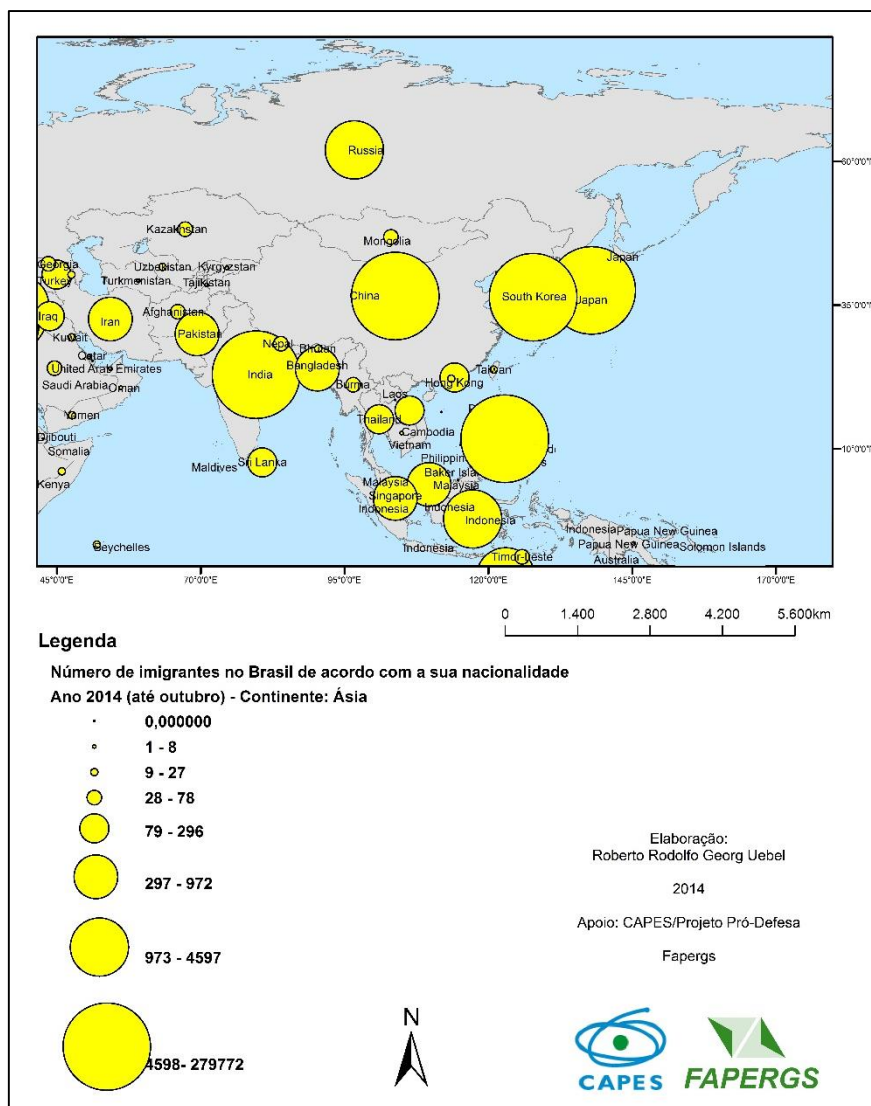 Russia
Kazakhstan
Mongolia
Japan
Georgia
Uzbekistan Kyrgyzstan
Turkey Turkmenistan Tajikistan
China South Korea Japan
Iraq Iran Afghanistan
Pakistan
Kuwait Nepal Bhutan
Qatar Bangladesh
United Arab Emirates India Hong Kong Taiwan
Saudi Arabia Oman Burma
Laos
Yemen Thailand
Cambodia
Djibouti Vietnam
Somalia Sri Lanka Philippin
Maldives Baker Isla
Kenya Malaysia Malaysia
Singapore
Indonesia Indonesia
Indonesia Indonesia Papua New Guinea
Seychelles Indonesia Papua New Guinea Solomon Islands
Timor-Leste
Australia
60°0'0"N
35°0'0"N
10°0'0"N
45°0'0"E 70°0'0"E 95°0'0"E 120°0'0"E 145°0'0"E 170°0'0"E
0 1.400 2.800 4.200 5.600km
Legenda
Número de imigrantes no Brasil de acordo com a sua nacionalidade
Ano 2014 (até outubro) - Continente: Ásia
0,000000
1 - 8
9 - 27
28 - 78
79 - 296
297 - 972
973 - 4597
4598- 279772
Elaboração:
Roberto Rodolfo Georg Uebel
2014
Apoio: CAPES/Projeto Pró-Defesa
Fapergs
N
CAPES
FAPERGS